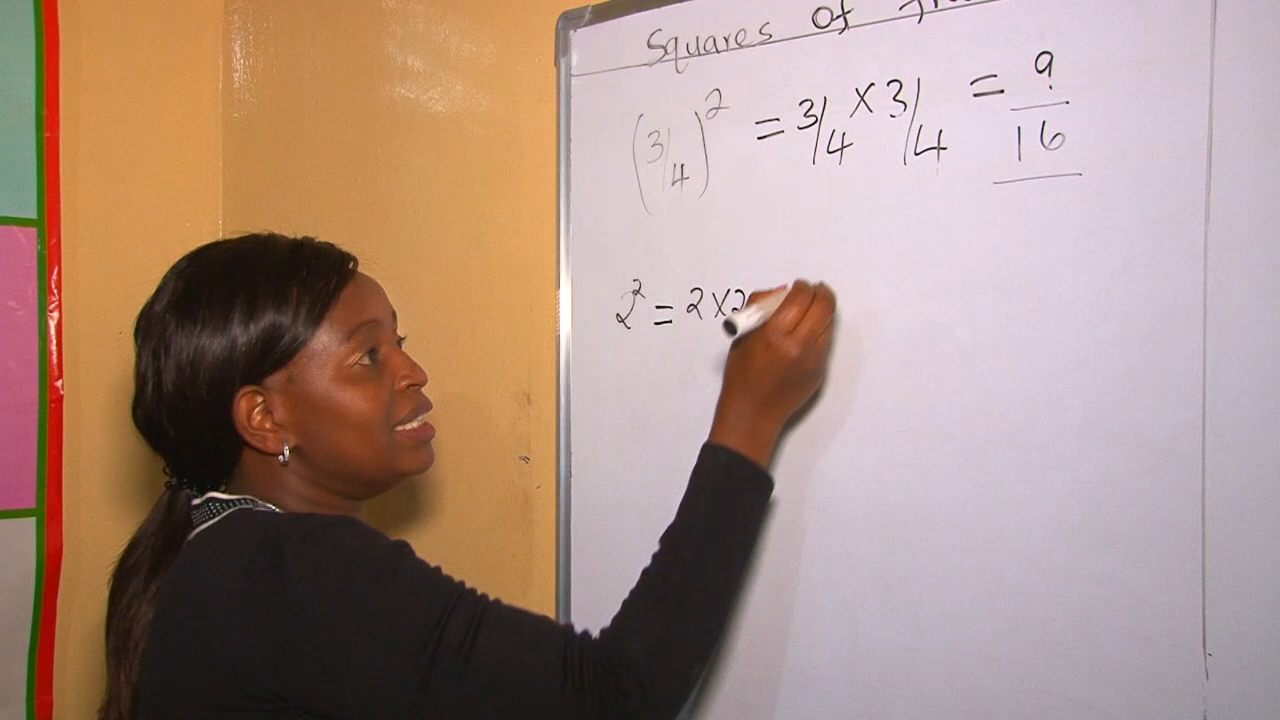 Squares of
(3/4)² = 3/4 × 3/4 = 9/16
2² = 2 × 2